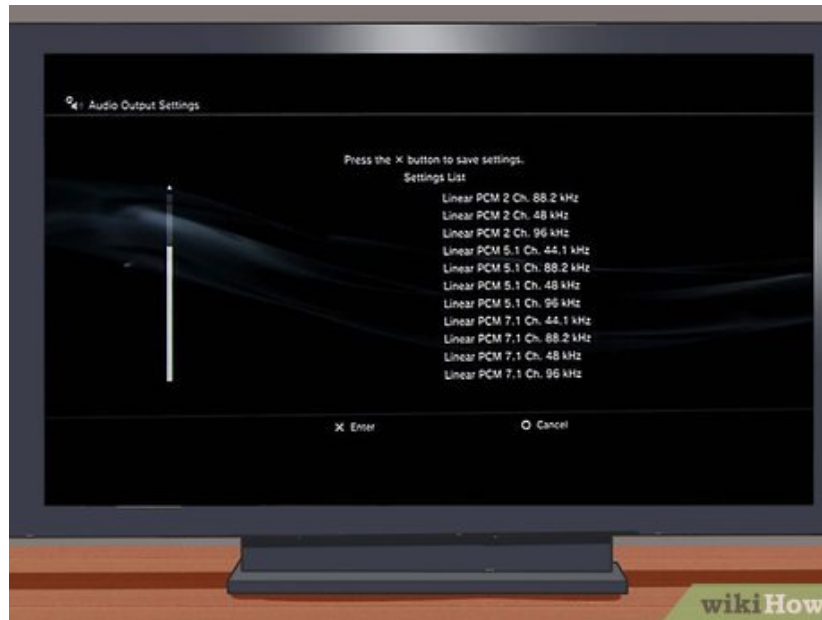 Audio Output Settings
Press the × button to save settings.
Settings List
Linear PCM 2 Ch. 88.2 kHz
Linear PCM 2 Ch. 48 kHz
Linear PCM 2 Ch. 96 kHz
Linear PCM 5.1 Ch. 44.1 kHz
Linear PCM 5.1 Ch. 88.2 kHz
Linear PCM 5.1 Ch. 48 kHz
Linear PCM 5.1 Ch. 96 kHz
Linear PCM 7.1 Ch. 44.1 kHz
Linear PCM 7.1 Ch. 88.2 kHz
Linear PCM 7.1 Ch. 48 kHz
Linear PCM 7.1 Ch. 96 kHz
× Enter O Cancel
wikiHow